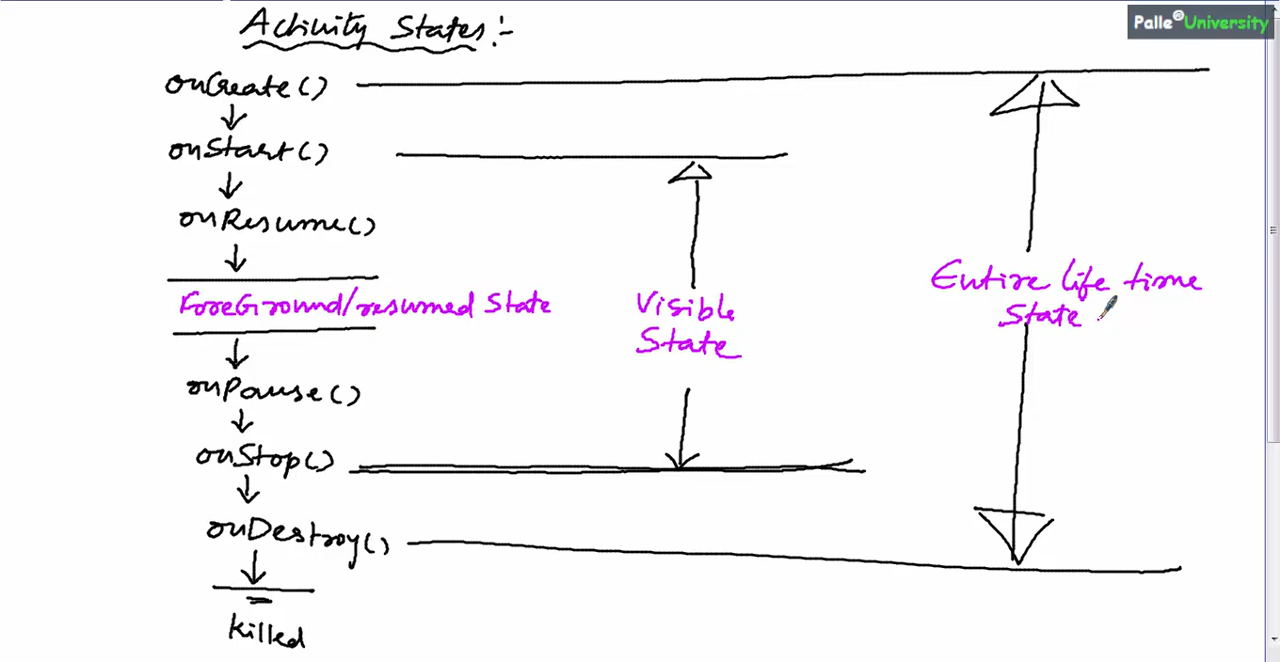 Activity States:-
Palle® University
onCreate()
onStart()
onResume()
ForeGround/resumed State
Visible
State
Entire life time
State
onPause()
onStop()
onDestroy()
killed